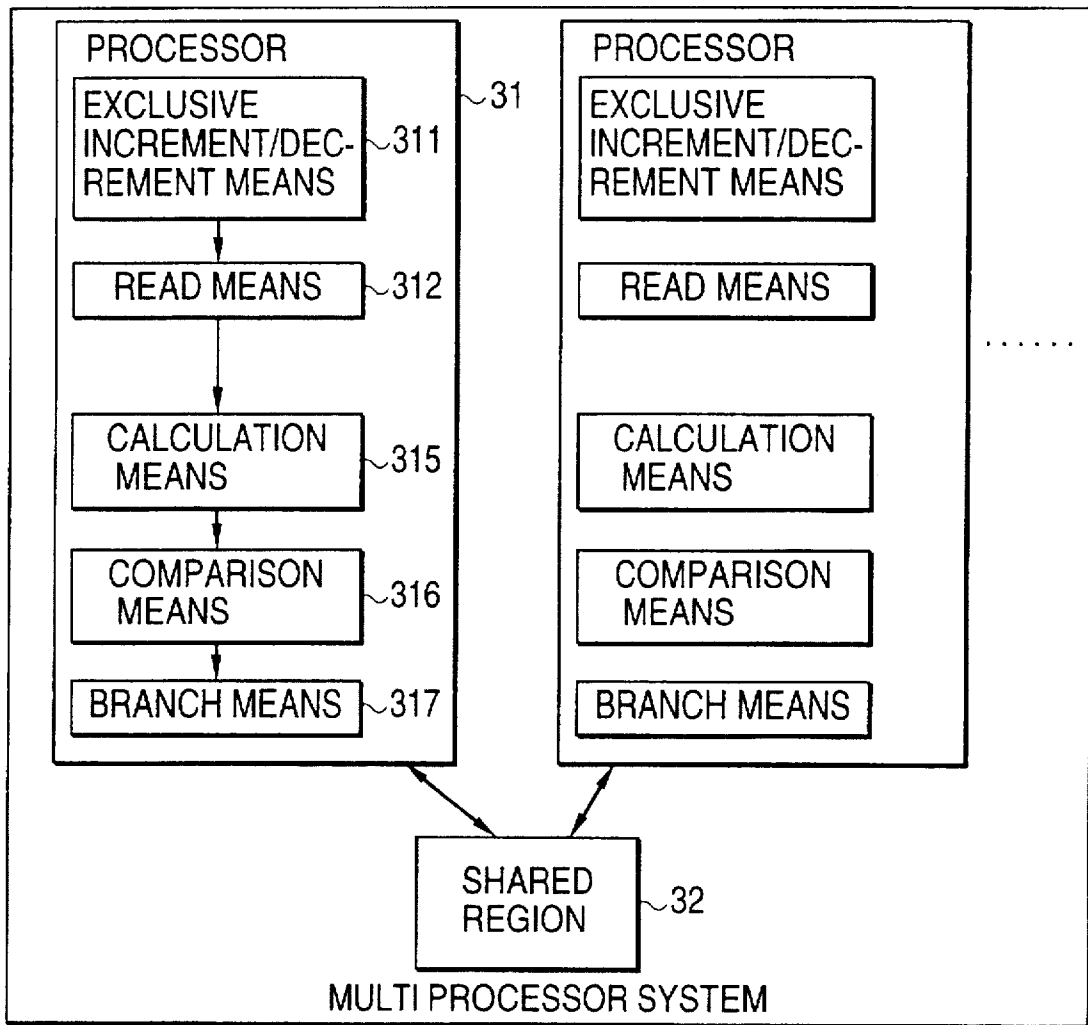 PROCESSOR
31
EXCLUSIVE
INCREMENT/DEC-
REMENT MEANS
311
READ MEANS
312
CALCULATION
MEANS
315
COMPARISON
MEANS
316
BRANCH MEANS
317
PROCESSOR
EXCLUSIVE
INCREMENT/DEC-
REMENT MEANS
READ MEANS
CALCULATION
MEANS
COMPARISON
MEANS
BRANCH MEANS
......
SHARED
REGION
32
MULTI PROCESSOR SYSTEM